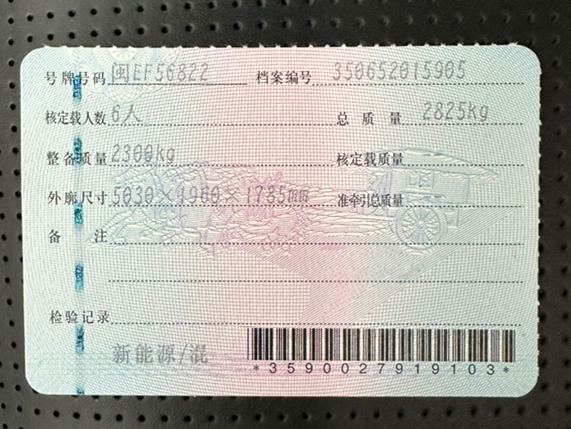 号牌号码 闽EF56822 档案编号 350652015905
核定载人数 6人 总质量 2825kg
整备质量 2300kg 核定载质量
外廓尺寸 5030×1960×1785mm 准牵引总质量
备注
检验记录
新能源/混
*3590027919103*